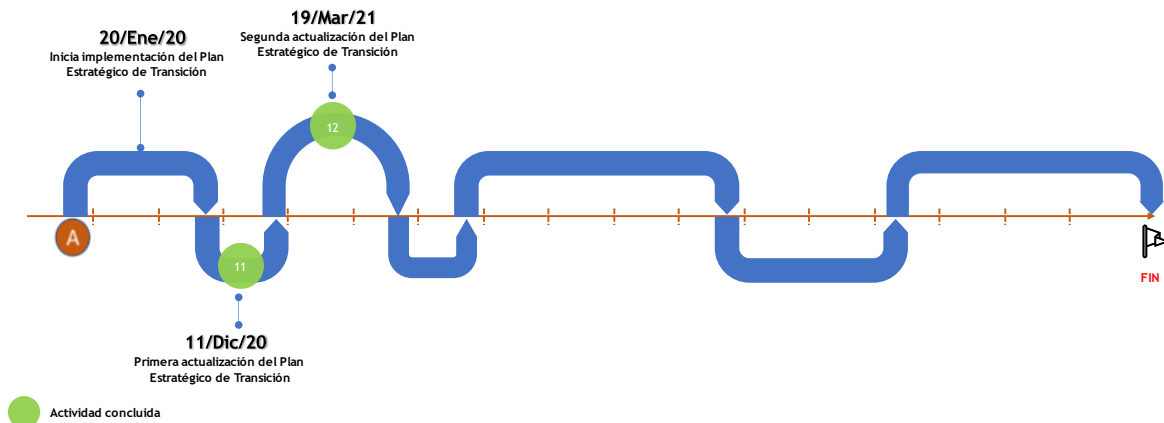 19/Mar/21
Segunda actualización del Plan
Estratégico de Transición
20/Ene/20
Inicia implementación del Plan
Estratégico de Transición
12
A
11
FIN
11/Dic/20
Primera actualización del Plan
Estratégico de Transición
Actividad concluida